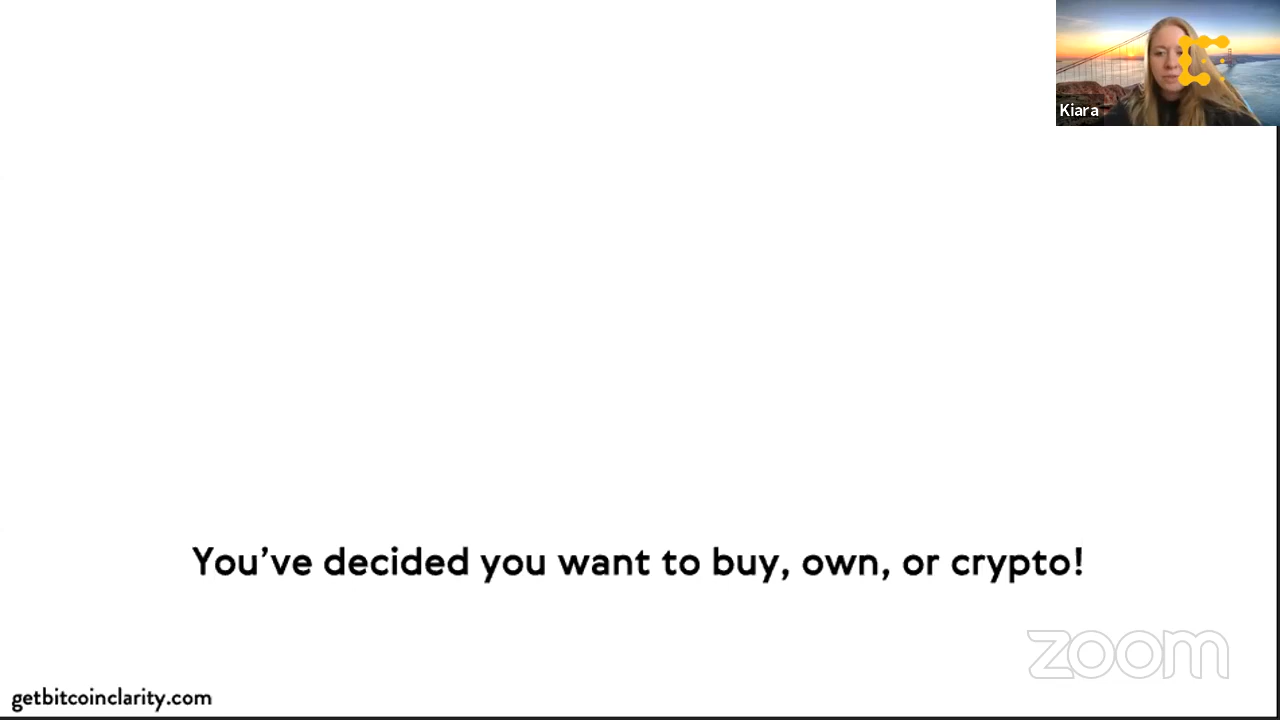 Kiara
You've decided you want to buy, own, or crypto!
zoom
getbitcoinclarity.com